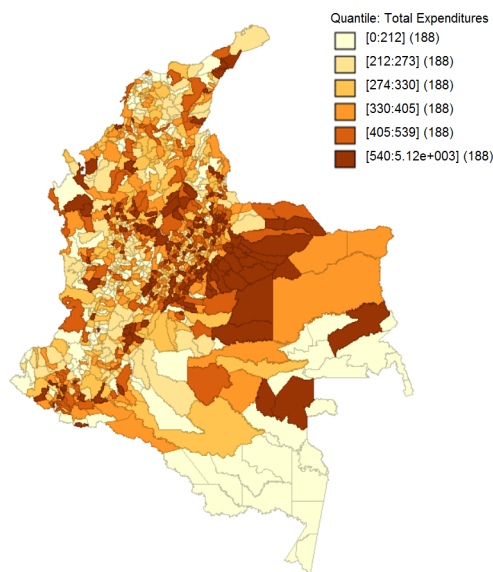 Quantile: Total Expenditures
[0:212] (188)
[212:273] (188)
[274:330] (188)
[330:405] (188)
[405:539] (188)
[540:5.12e+003] (188)